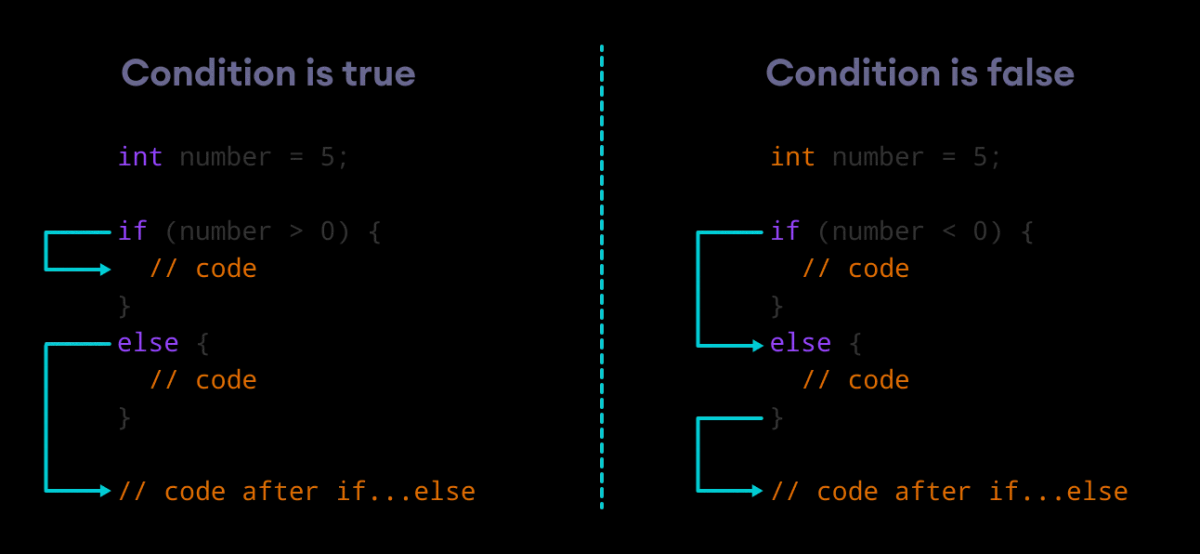 Condition is true
int number = 5;
if (number > 0) {
// code
}
else {
// code
}
// code after if...else
Condition is false
int number = 5;
if (number < 0) {
// code
}
else {
// code
}
// code after if...else